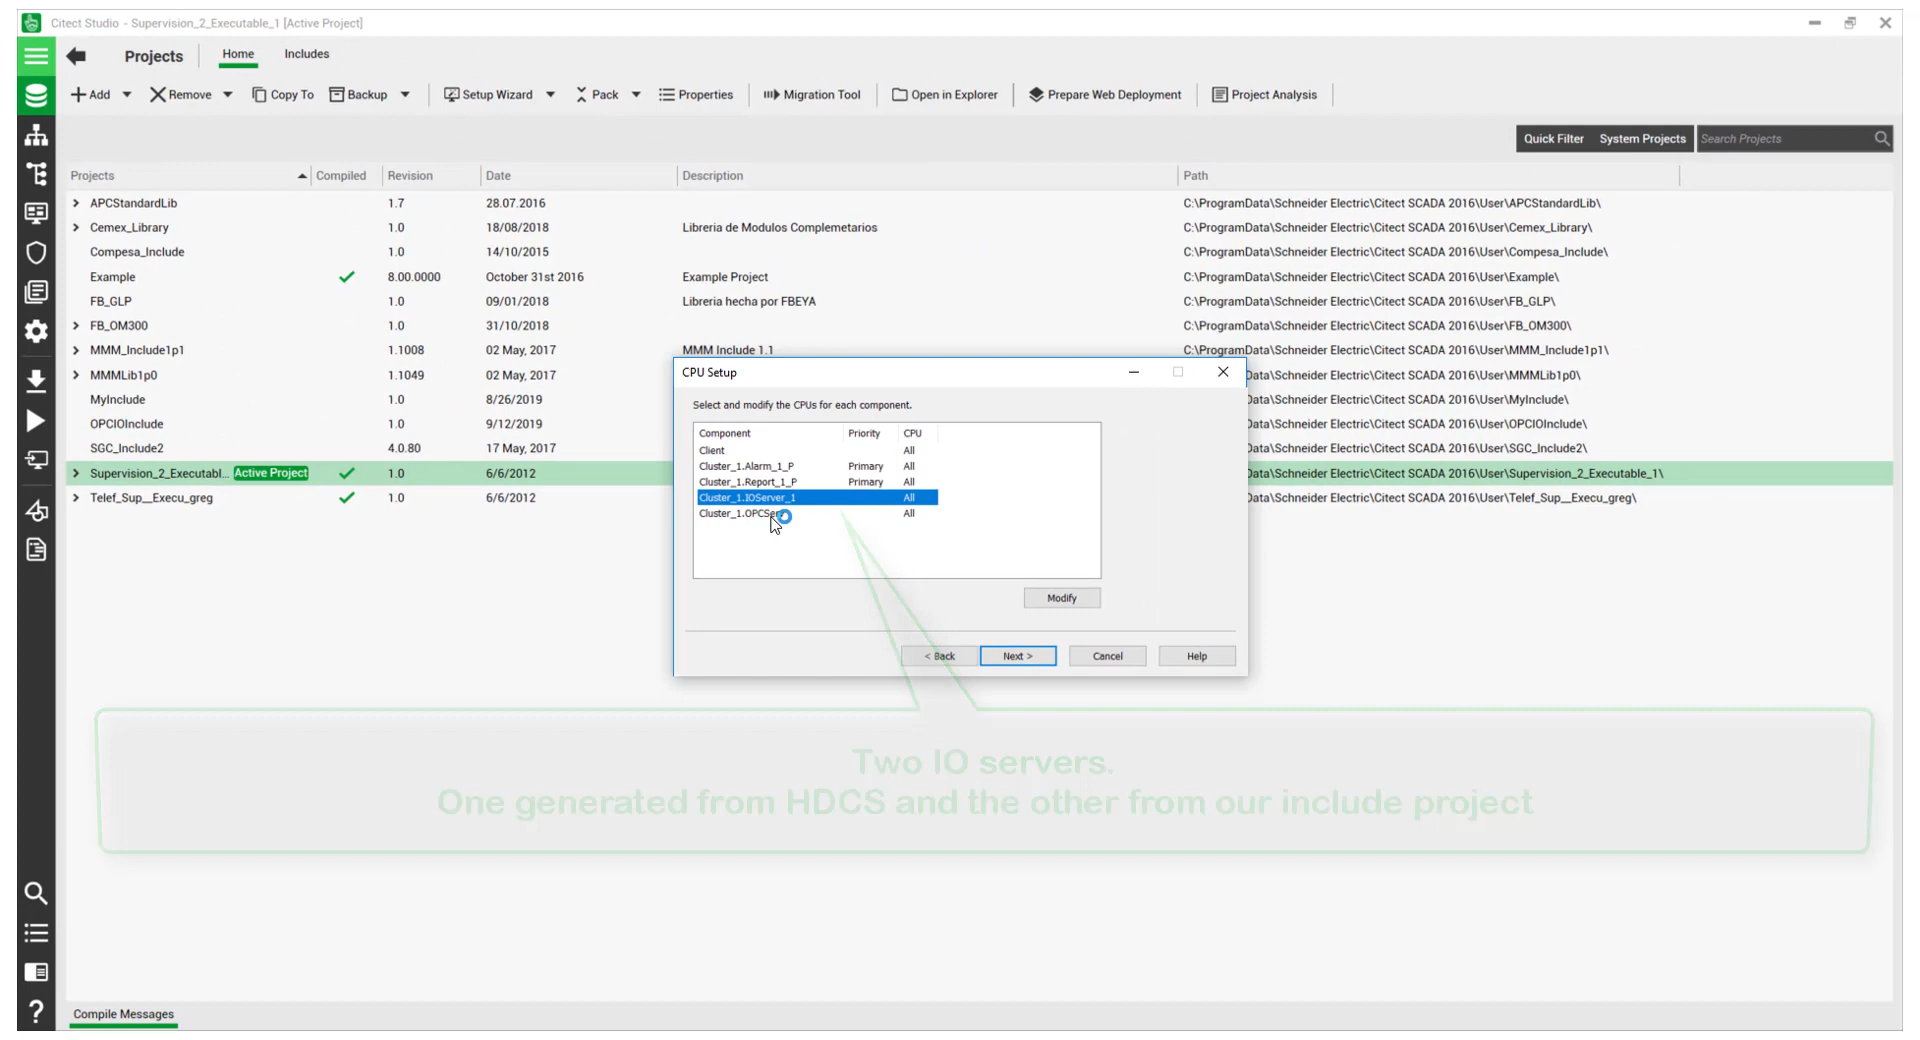 Citect Studio - Supervision_2_Executable_1 [Active Project]
Projects Home Includes
Add Remove Copy To Backup Setup Wizard Pack Properties Migration Tool Open in Explorer Prepare Web Deployment Project Analysis
Quick Filter System Projects Search Projects
Projects Compiled Revision Date Description Path
APCStandardLib 1.7 28.07.2016 C:\ProgramData\Schneider Electric\Citect SCADA 2016\User\APCStandardLib\
Cemex_Library 1.0 18/08/2018 Libreria de Modulos Complemetarios C:\ProgramData\Schneider Electric\Citect SCADA 2016\User\Cemex_Library\
Compesa_Include 1.0 14/10/2015 C:\ProgramData\Schneider Electric\Citect SCADA 2016\User\Compesa_Include\
Example 8.00.0000 October 31st 2016 Example Project C:\ProgramData\Schneider Electric\Citect SCADA 2016\User\Example\
FB_GLP 1.0 09/01/2018 Libreria hecha por FBEYA C:\ProgramData\Schneider Electric\Citect SCADA 2016\User\FB_GLP\
FB_OM300 1.0 31/10/2018 C:\ProgramData\Schneider Electric\Citect SCADA 2016\User\FB_OM300\
MMM_Include1p1 1.1008 02 May, 2017 MMM Include 1.1 C:\ProgramData\Schneider Electric\Citect SCADA 2016\User\MMM_Include1p1\
MMMLib1p0 1.1049 02 May, 2017 Data\Schneider Electric\Citect SCADA 2016\User\MMMLib1p0\
MyInclude 1.0 8/26/2019 Data\Schneider Electric\Citect SCADA 2016\User\MyInclude\
OPCIOInclude 1.0 9/12/2019 Data\Schneider Electric\Citect SCADA 2016\User\OPCIOInclude\
SGC_Include2 4.0.80 17 May, 2017 Data\Schneider Electric\Citect SCADA 2016\User\SGC_Include2\
Supervision_2_Executabl... Active Project 1.0 6/6/2012 Data\Schneider Electric\Citect SCADA 2016\User\Supervision_2_Executable_1\
Telef_Sup__Execu_greg 1.0 6/6/2012 Data\Schneider Electric\Citect SCADA 2016\User\Telef_Sup__Execu_greg\
CPU Setup
Select and modify the CPUs for each component.
Component Priority CPU
Client All
Cluster_1.Alarm_1_P Primary All
Cluster_1.Report_1_P Primary All
Cluster_1.IOServer_1 All
Cluster_1.OPCSer All
Modify
< Back Next > Cancel Help
Two IO servers.
One generated from HDCS and the other from our include project
Compile Messages